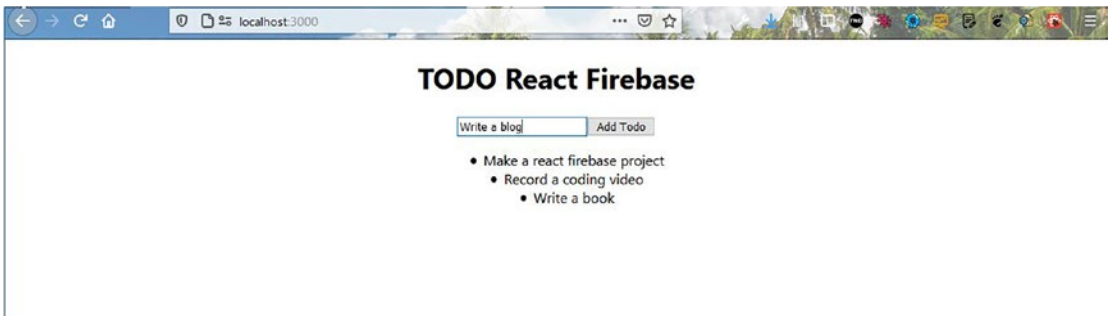 localhost:3000
TODO React Firebase
Write a blog
Add Todo
Make a react firebase project
Record a coding video
Write a book